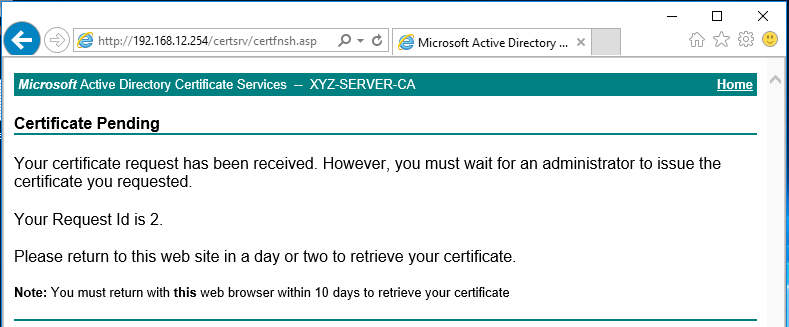 http://192.168.12.254/certsrv/certfnsh.asp
Microsoft Active Directory ...
Microsoft Active Directory Certificate Services -- XYZ-SERVER-CA
Home
Certificate Pending
Your certificate request has been received. However, you must wait for an administrator to issue the
certificate you requested.
Your Request Id is 2.
Please return to this web site in a day or two to retrieve your certificate.
Note: You must return with this web browser within 10 days to retrieve your certificate